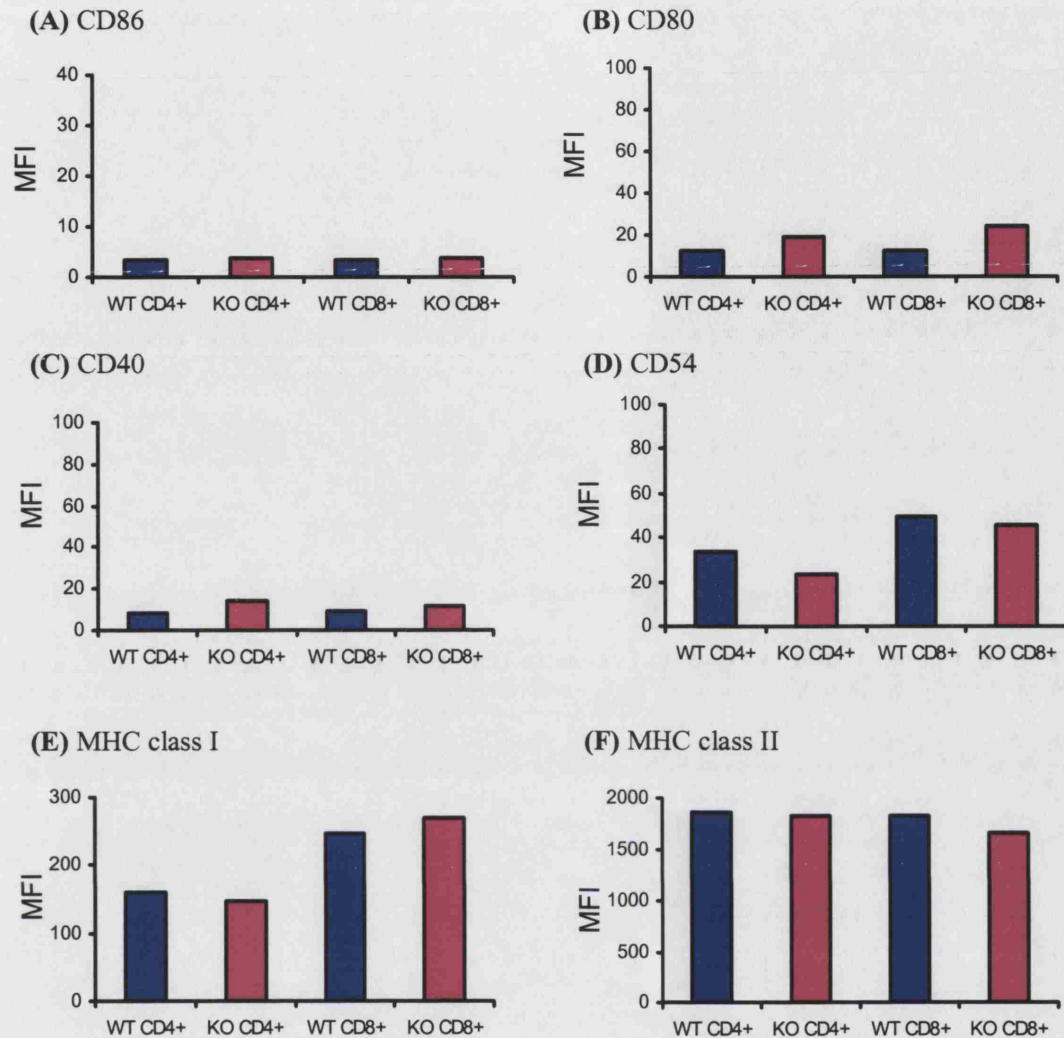 (A) CD86
40
30
20
10
0
MFI
WT CD4+ KO CD4+ WT CD8+ KO CD8+
(B) CD80
100
80
60
40
20
0
MFI
WT CD4+ KO CD4+ WT CD8+ KO CD8+
(C) CD40
100
80
60
40
20
0
MFI
WT CD4+ KO CD4+ WT CD8+ KO CD8+
(D) CD54
100
80
60
40
20
0
MFI
WT CD4+ KO CD4+ WT CD8+ KO CD8+
(E) MHC class I
300
200
100
0
MFI
WT CD4+ KO CD4+ WT CD8+ KO CD8+
(F) MHC class II
2000
1500
1000
500
0
MFI
WT CD4+ KO CD4+ WT CD8+ KO CD8+